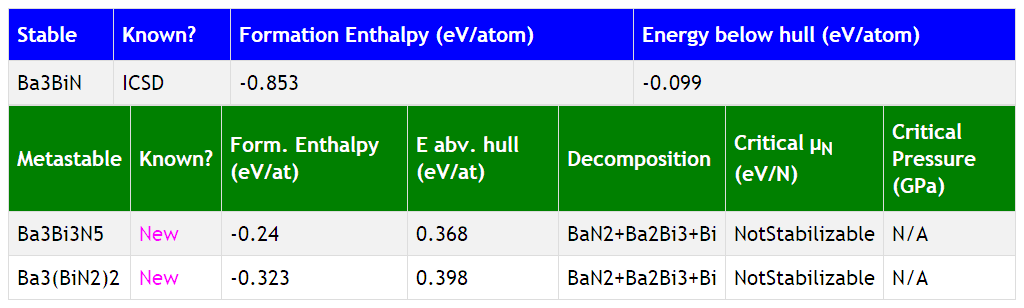 Stable Known? Formation Enthalpy (eV/atom) Energy below hull (eV/atom)
Ba3BiN ICSD -0.853 -0.099
Metastable Known? Form. Enthalpy (eV/at) E abv. hull (eV/at) Decomposition Critical μN (eV/N) Critical Pressure (GPa)
Ba3Bi3N5 New -0.24 0.368 BaN2+Ba2Bi3+Bi NotStabilizable N/A
Ba3(BiN2)2 New -0.323 0.398 BaN2+Ba2Bi3+Bi NotStabilizable N/A